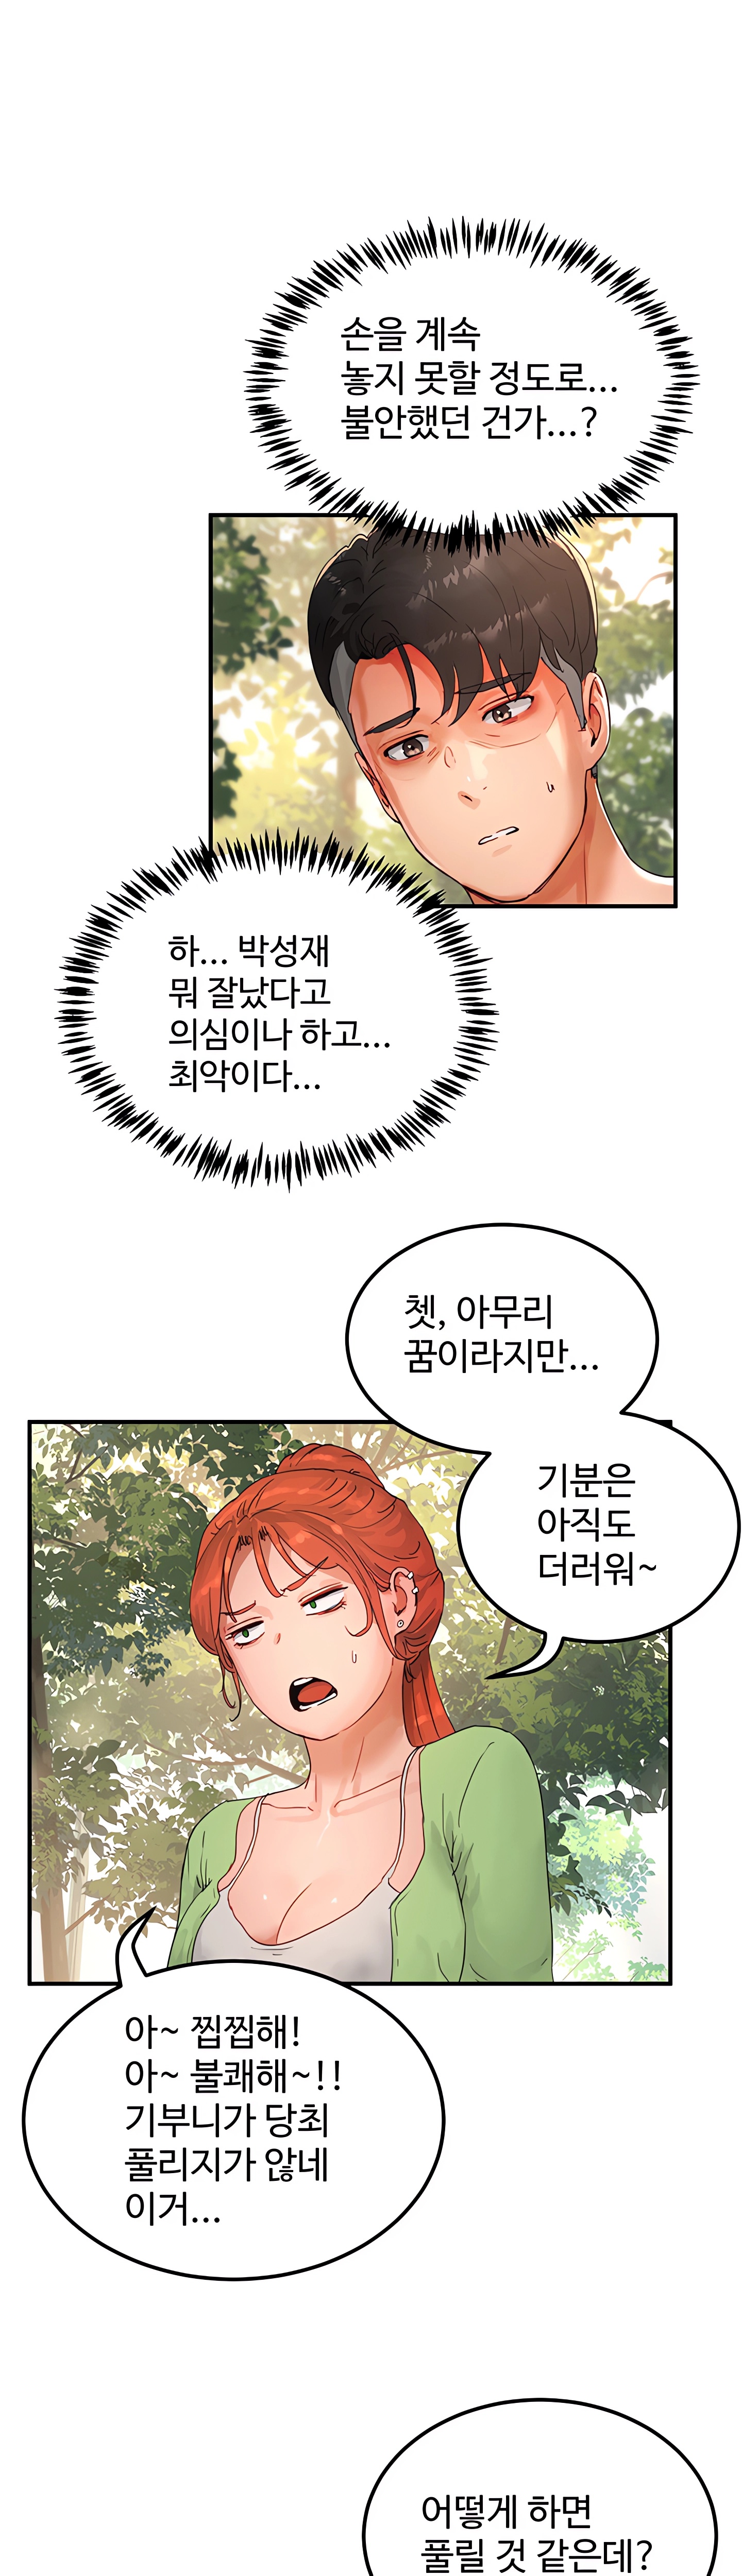 손을 계속
놓지 못할 정도로...
불안했던 건가...?
하... 박성재
뭐 잘났다고
의심이나 하고...
최악이다...
쳇, 아무리
꿈이라지만...
기분은
아직도
더러워~
아~ 찝찝해!
아~ 불쾌해~!!
기부니가 당최
풀리지가 않네
이거...
어떻게 하면
풀릴 것 같은데?